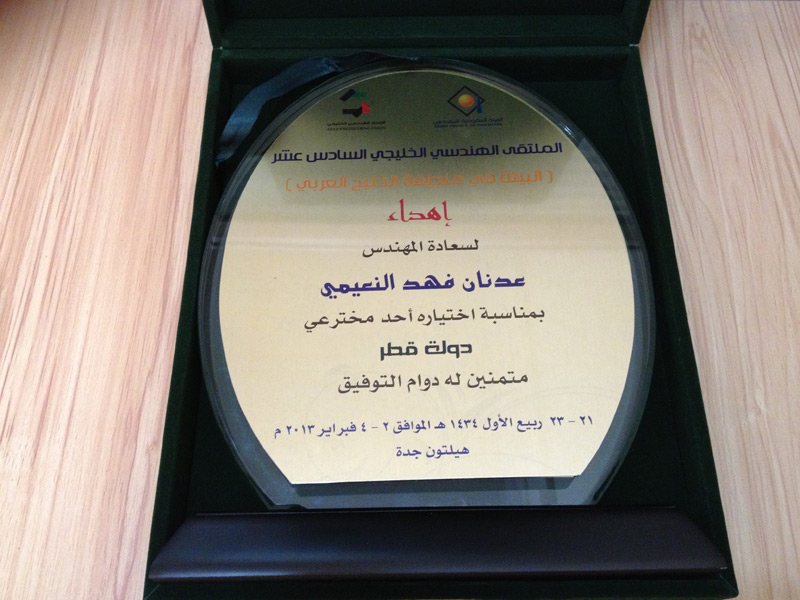 الملتقى الهندسي الخليجي السادس عشر
( البيئة في منطقة الخليج العربي )
إهداء
لسعادة المهندس
عدنان فهد النعيمي
بمناسبة اختياره أحد مخترعي
دولة قطر
متمنين له دوام التوفيق
٢١ - ٢٣ ربيع الأول ١٤٣٤ هـ الموافق ٢ - ٤ فبراير ٢٠١٣ م
هيلتون جدة